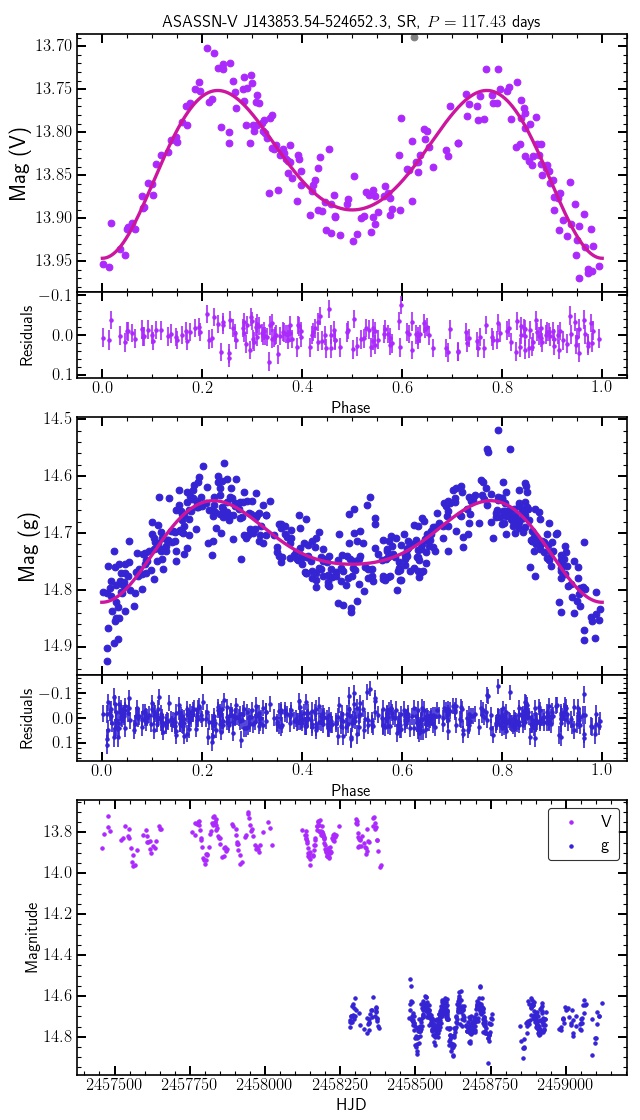 ASASSN-V J143853.54-524652.3, SR, P = 117.43 days
13.70
13.75
13.80
13.85
13.90
13.95
Mag (V)
−0.1
0.0
0.1
Residuals
0.0 0.2 0.4 0.6 0.8 1.0
Phase
14.5
14.6
14.7
14.8
14.9
Mag (g)
−0.1
0.0
0.1
Residuals
0.0 0.2 0.4 0.6 0.8 1.0
Phase
V
g
13.8
14.0
14.2
14.4
14.6
14.8
Magnitude
2457500 2457750 2458000 2458250 2458500 2458750 2459000
HJD